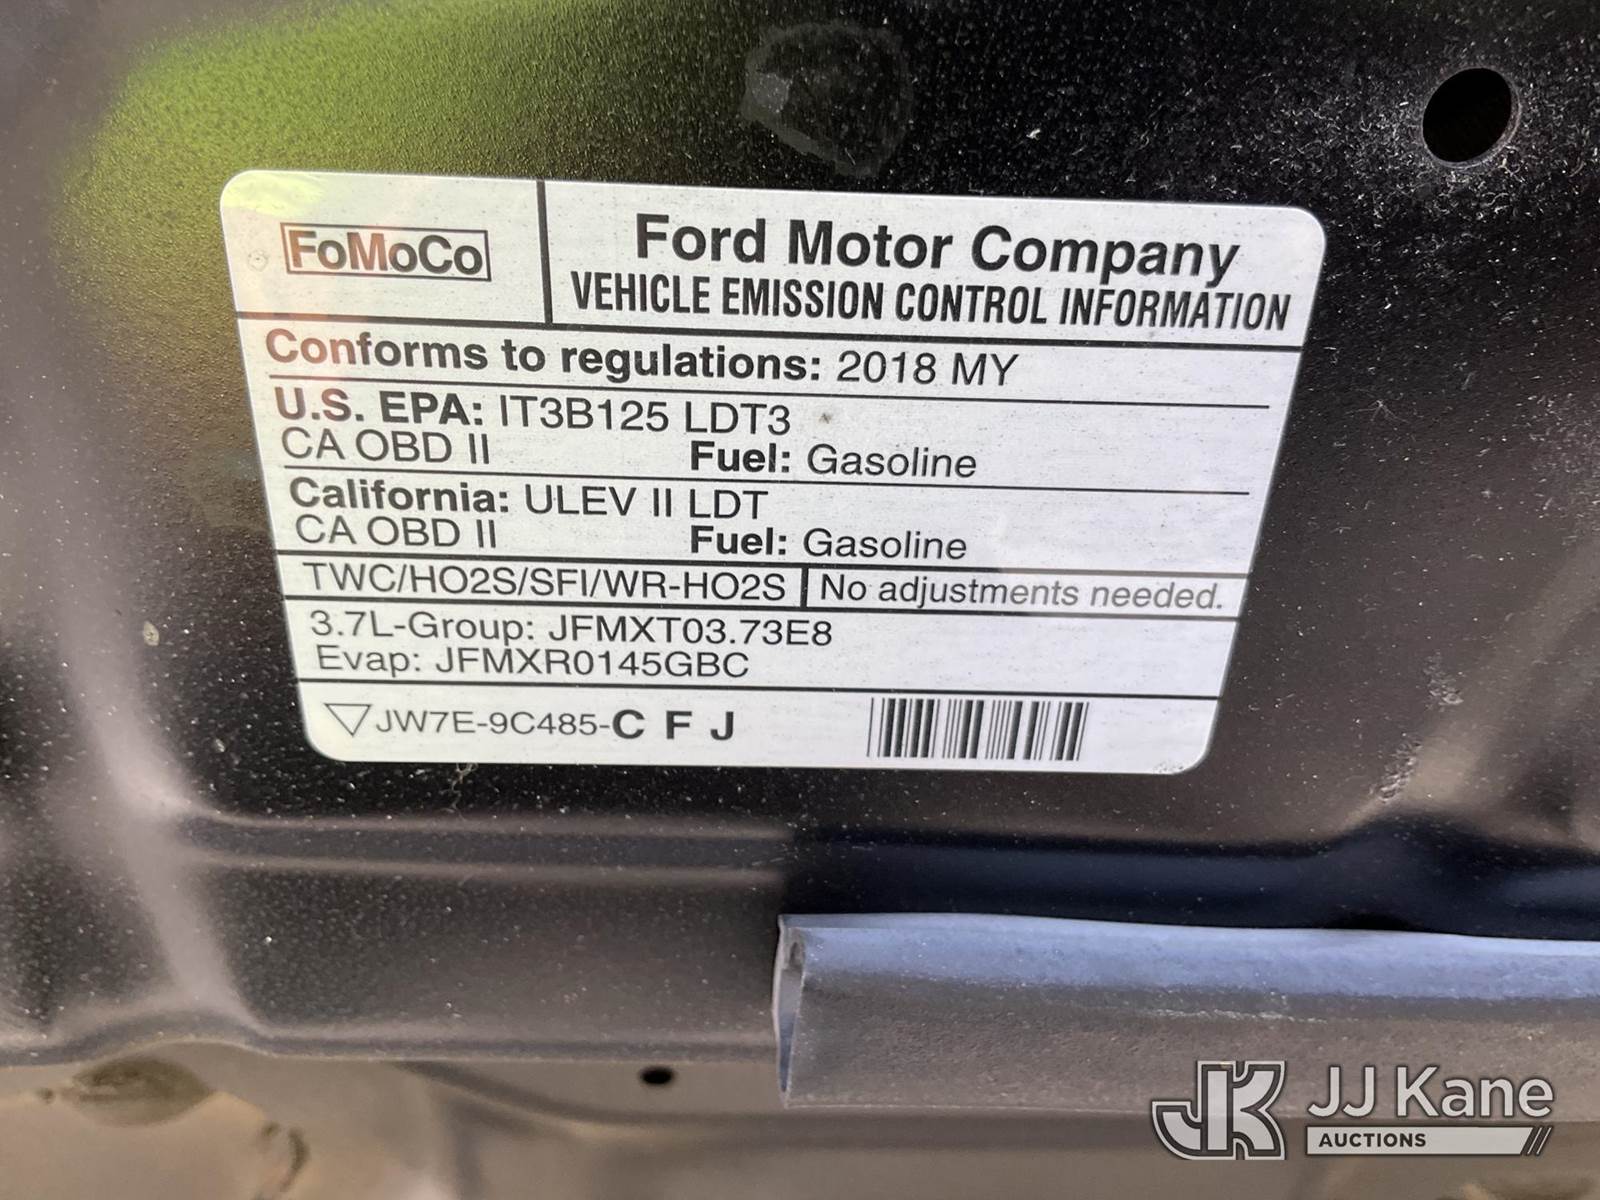 FoMoCo
Ford Motor Company
VEHICLE EMISSION CONTROL INFORMATION
Conforms to regulations: 2018 MY
U.S. EPA: IT3B125 LDT3
CA OBD II Fuel: Gasoline
California: ULEV II LDT
CA OBD II Fuel: Gasoline
TWC/HO2S/SFI/WR-HO2S No adjustments needed.
3.7L-Group: JFMXT03.73E8
Evap: JFMXR0145GBC
JW7E-9C485-C F J
JK JJ Kane
AUCTIONS